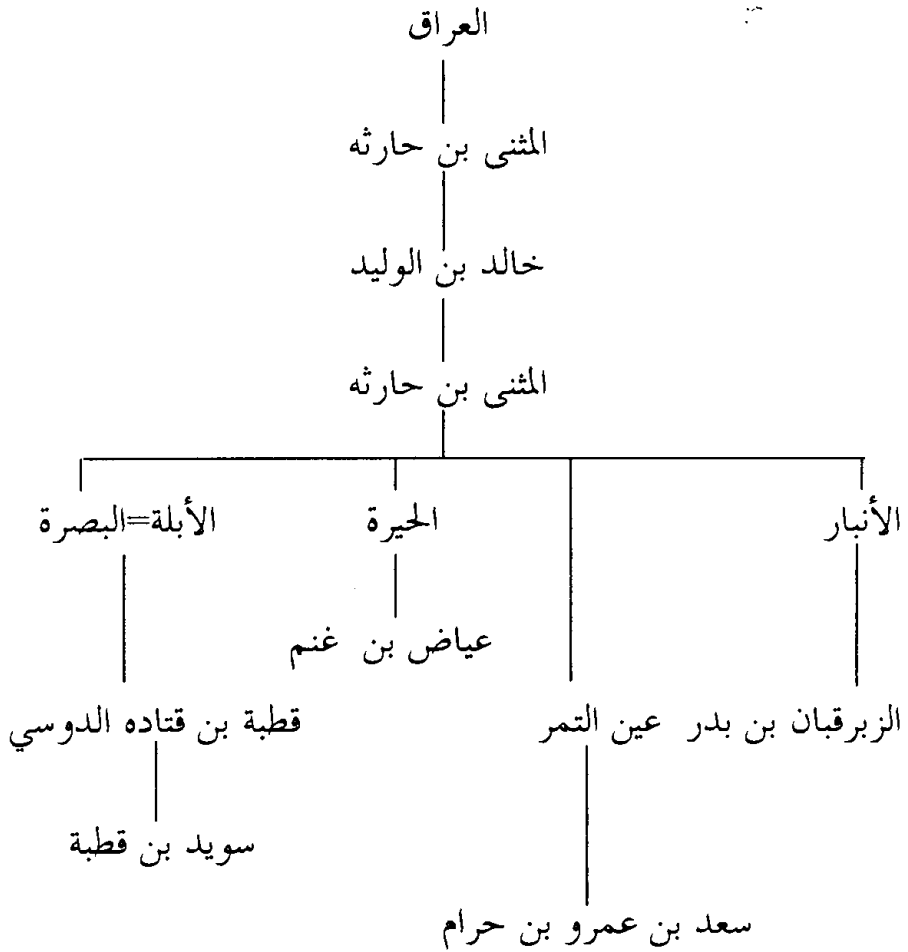 العراق
المثنى بن حارثه
خالد بن الوليد
المثنى بن حارثه
الأنبار الحيرة الأبلة=البصرة
عياض بن غنم
الزبرقبان بن بدر عين التمر قطبة بن قتاده الدوسي
سويد بن قطبة
سعد بن عمرو بن حرام